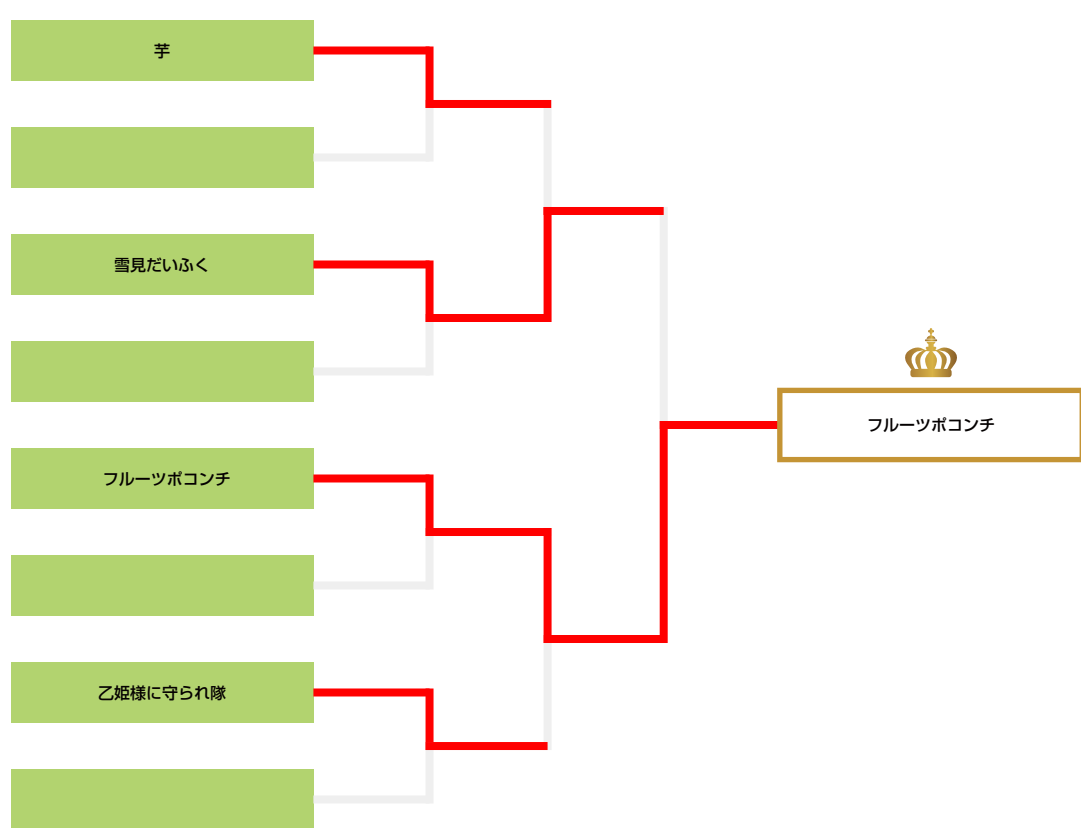 芋
雪見だいふく
フルーツポコンチ
フルーツポコンチ
乙姫様に守られ隊